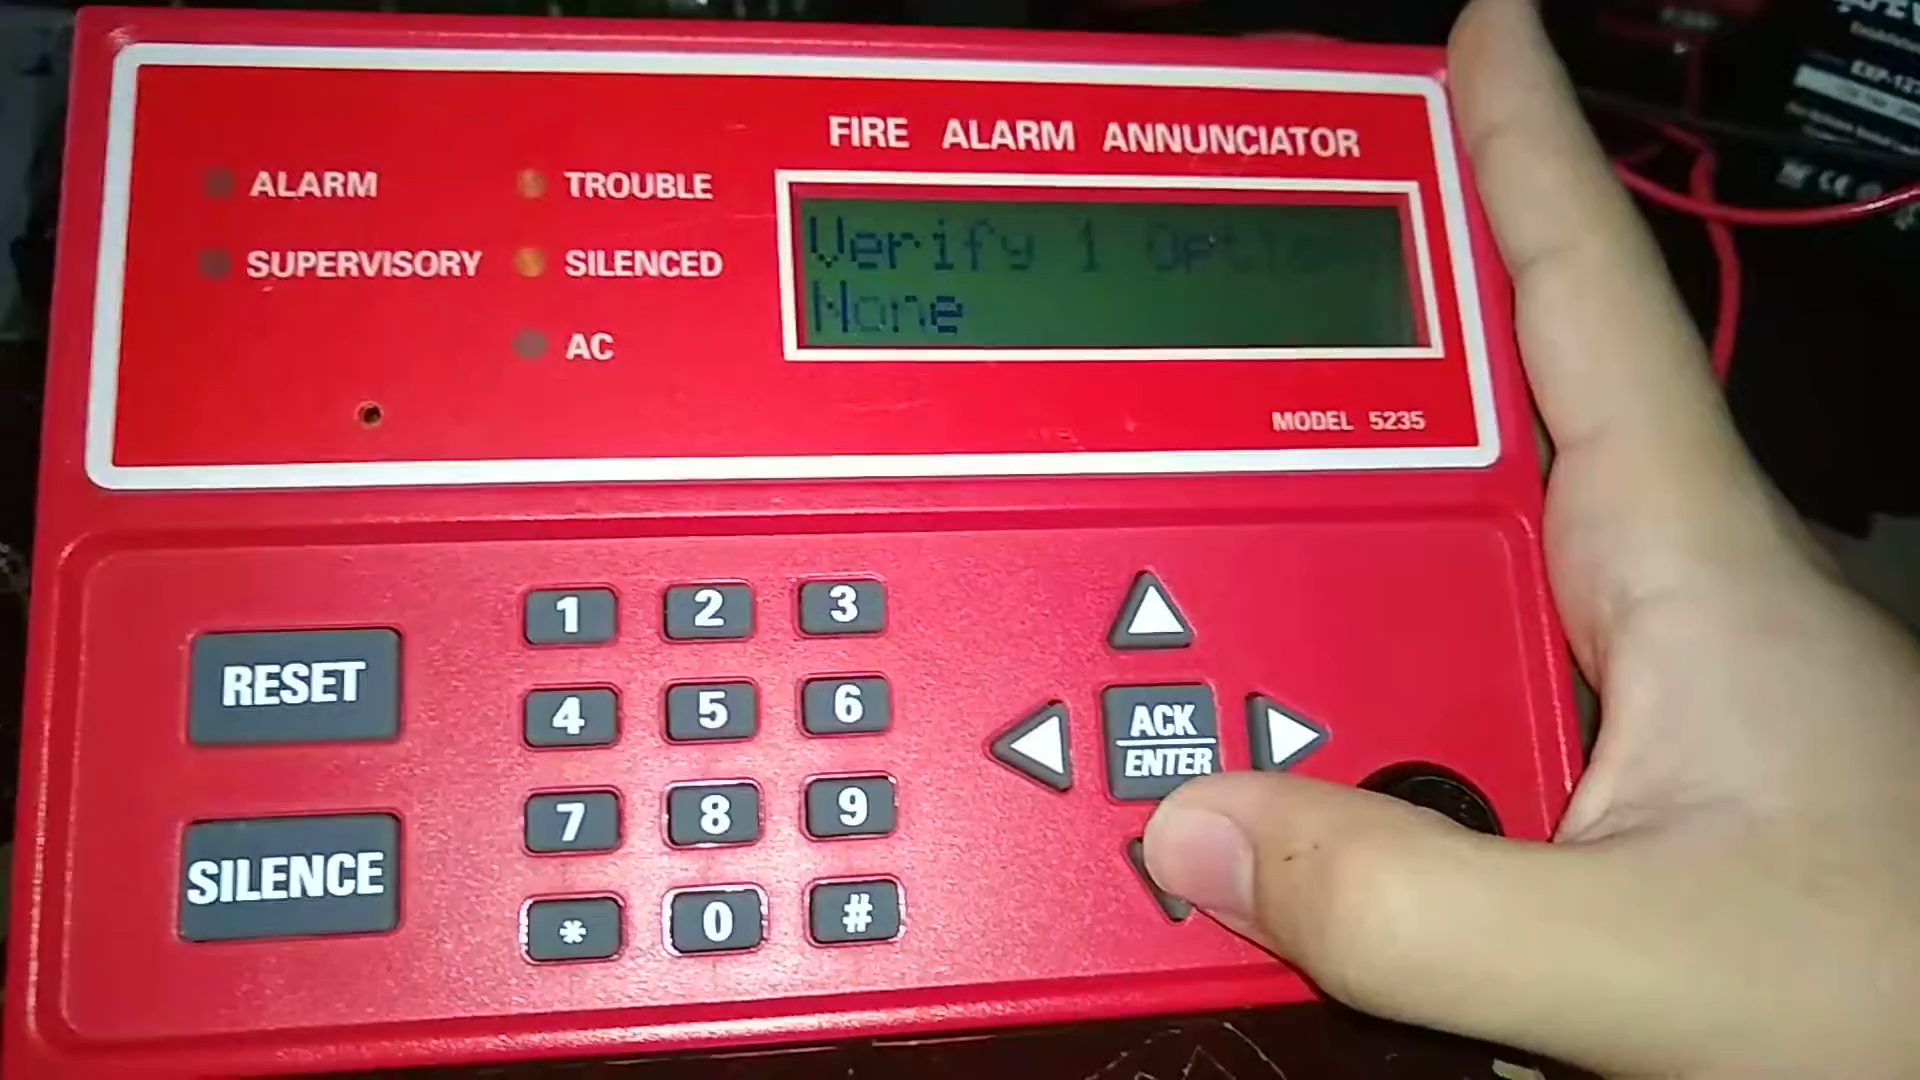 FIRE ALARM ANNUNCIATOR
ALARM
TROUBLE
SUPERVISORY
SILENCED
AC
Verify 1
None
MODEL 5235
RESET
SILENCE
1 2 3
4 5 6
7 8 9
* 0 #
ACK
ENTER